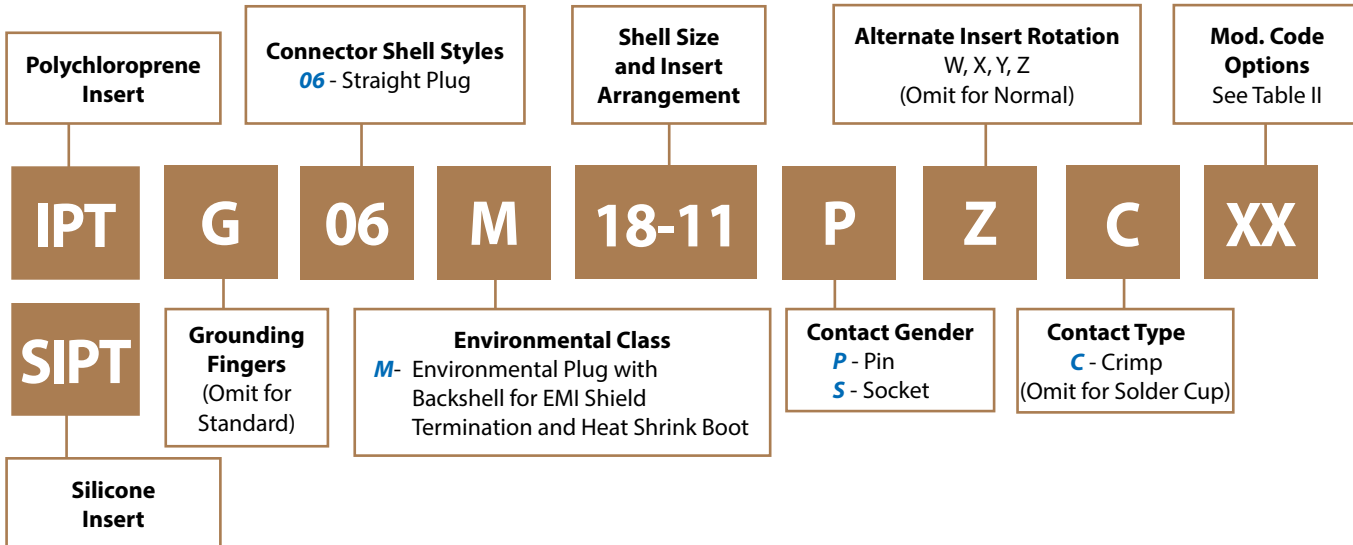 Polychloroprene
Insert
Connector Shell Styles
06 - Straight Plug
Shell Size
and Insert
Arrangement
Alternate Insert Rotation
W, X, Y, Z
(Omit for Normal)
Mod. Code
Options
See Table II
IPT G 06 M 18-11 P Z C XX
SIPT
Grounding
Fingers
(Omit for
Standard)
Environmental Class
M- Environmental Plug with
Backshell for EMI Shield
Termination and Heat Shrink Boot
Contact Gender
P - Pin
S - Socket
Contact Type
C - Crimp
(Omit for Solder Cup)
Silicone
Insert